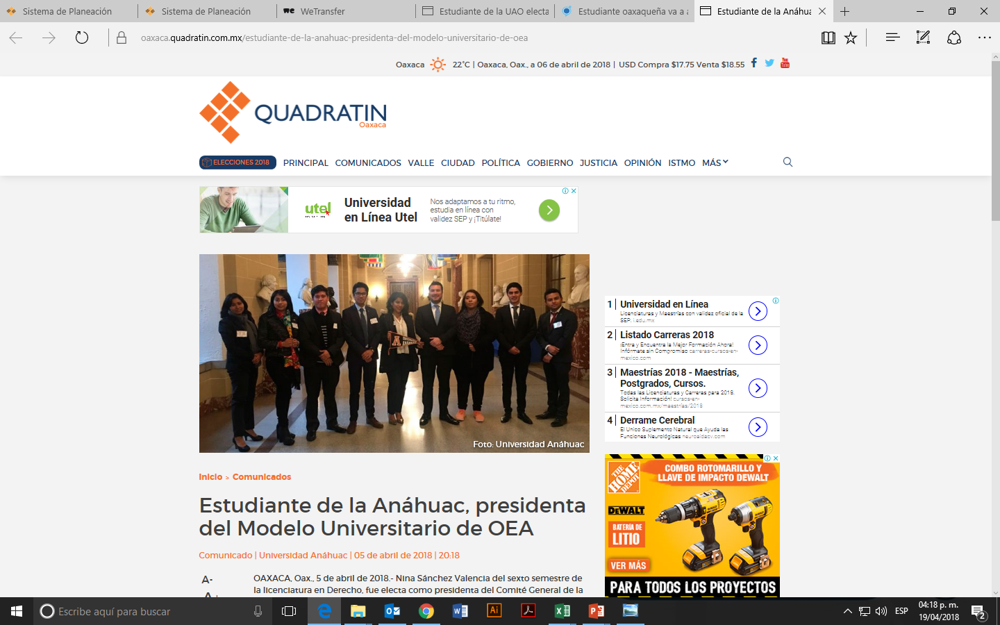 Sistema de Planeación
Sistema de Planeación
WeTransfer
Estudiante de la UAO electa
Estudiante oaxaqueña va a a
Estudiante de la Anáhua
oaxaca.quadratin.com.mx/estudiante-de-la-anahuac-presidenta-del-modelo-universitario-de-oea
Oaxaca 22°C | Oaxaca, Oax., a 06 de abril de 2018 | USD Compra $17.75 Venta $18.55
QUADRATIN
Oaxaca
ELECCIONES 2018 PRINCIPAL COMUNICADOS VALLE CIUDAD POLÍTICA GOBIERNO JUSTICIA OPINIÓN ISTMO MÁS
utel
Universidad
en Línea Utel
Nos adaptamos a tu ritmo,
estudia en línea con
validez SEP y ¡Titúlate!
ANÁHUAC
Foto: Universidad Anáhuac
1 Universidad en Línea
Licenciaturas y Maestrías con validez oficial de la
SEP. i.edu.mx
2 Listado Carreras 2018
¡Entra y Encuentra la Mejor Formación Ahora!
Infórmate sin Compromiso carreras-cursos-en-
mexico.com
3 Maestrías 2018 - Maestrías,
Postgrados, Cursos.
Todas las Licenciaturas y Carreras para 2018.
Solicita Información! cursos-en-
mexico.com.mx/maestrías/2018
4 Derrame Cerebral
El Unico Suplemento Natural que Ayuda las
Funciones Neurológicas neuroaidacv.com
THE HOME DEPOT
COMBO ROTOMARILLO Y
LLAVE DE IMPACTO DEWALT
DEWALT
BATERÍA DE
LITIO
VER MÁS
PARA TODOS LOS PROYECTOS
Inicio > Comunicados
Estudiante de la Anáhuac, presidenta
del Modelo Universitario de OEA
Comunicado | Universidad Anáhuac | 05 de abril de 2018 | 20:18
A-
A+
OAXACA, Oax., 5 de abril de 2018.- Nina Sánchez Valencia del sexto semestre de
la licenciatura en Derecho, fue electa como presidenta del Comité General de la
Escribe aquí para buscar
ESP
04:18 p. m.
19/04/2018
2